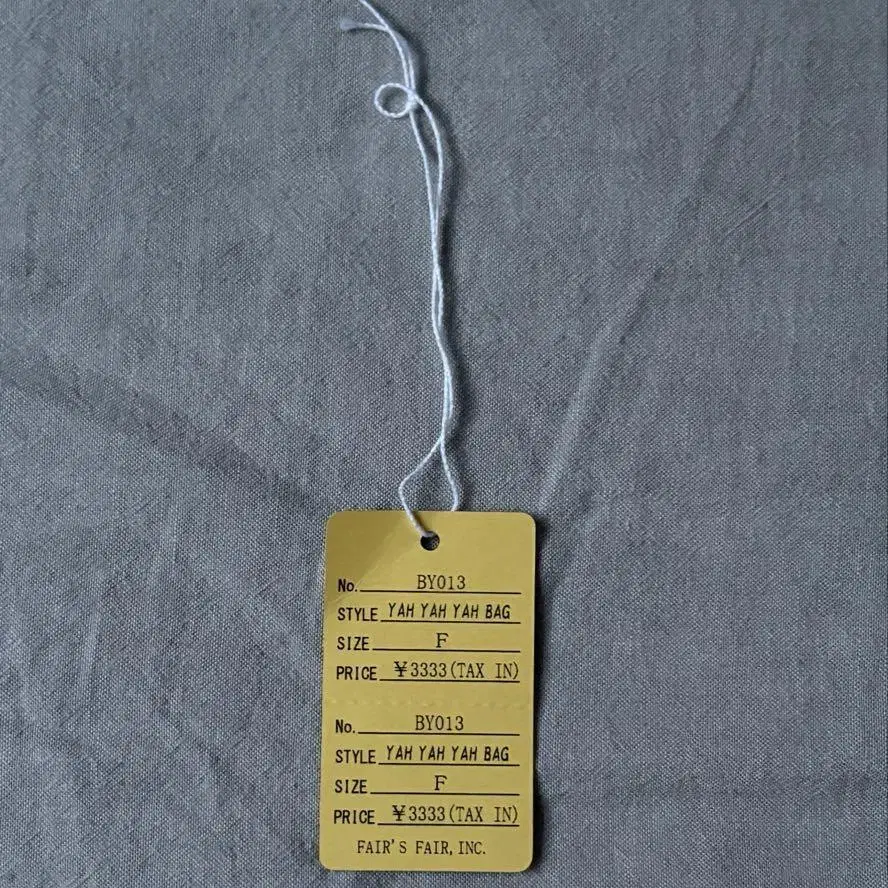 No. BY013
STYLE YAH YAH YAH BAG
SIZE F
PRICE ¥3333(TAX IN)
No. BY013
STYLE YAH YAH YAH BAG
SIZE F
PRICE ¥3333(TAX IN)
FAIR'S FAIR, INC.